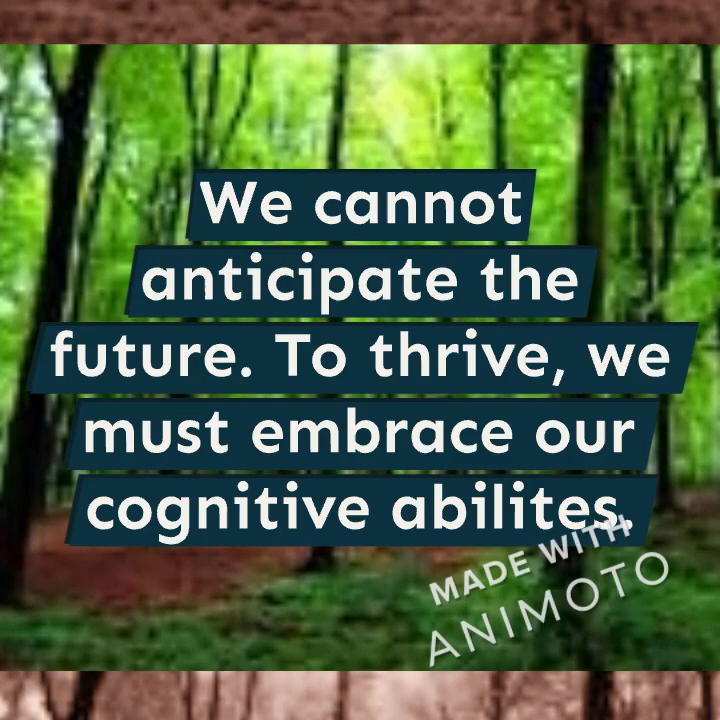 We cannot
anticipate the
future. To thrive, we
must embrace our
cognitive abilites.
MADE WITH
ANIMOTO